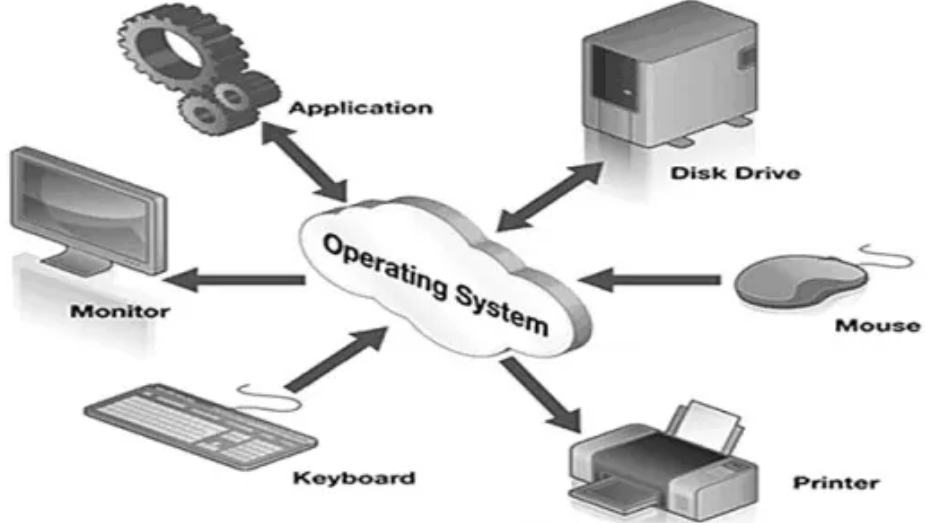 Application
Disk Drive
Operating System
Monitor
Mouse
Keyboard
Printer